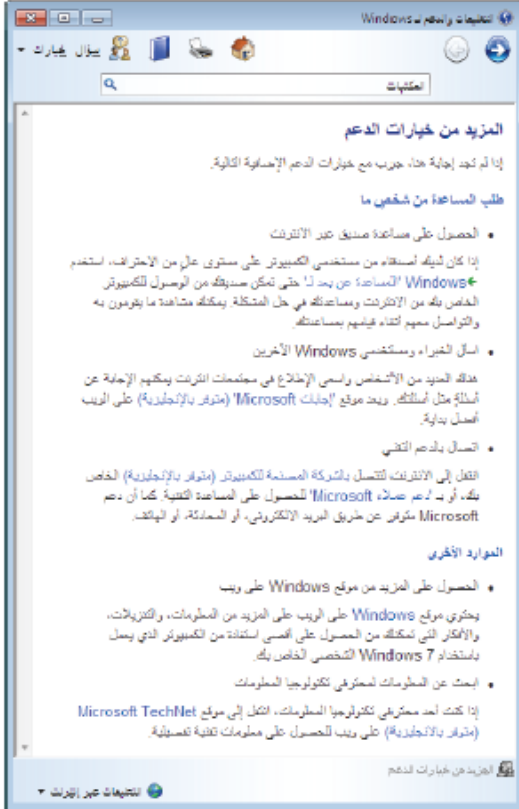 التعليمات والدعم لـ Windows
بيؤال خيارات
المكتبات
المزيد من خيارات الدعم
إذا لم تجد إجابة هنا، جرب مع خيارات الدعم الإضافية التالية.
طلب المساعدة من شخص ما
الحصول على مساعدة صديق عبر الانترنت
إذا كان لديك أصدقاء من مستخدمي الكمبيوتر على مستوى عالٍ من الاحتراف، استخدم
Windows "المساعدة عن بعد لـ" حتى تمكن صديقك من الوصول للكمبيوتر
الخاص بك من الانترنت ومساعدتك في حل المشكلة. يمكنك مشاهدة ما يقومون به
والتواصل معهم أثناء قيامهم بمساعدتك.
اسأل الخبراء ومستخدمي Windows الآخرين
هناك العديد من الأشخاص واسعي الإطلاع في مجتمعات انترنت يمكنهم الإجابة عن
أسئلة مثل أسئلتك. ويعد موقع "إجابات Microsoft" (متوفر بالإنجليزية) على الويب
أفضل بداية.
اتصال بالدعم التقني
انتقل إلى الانترنت، لتتصل بالشركة المصنعة للكمبيوتر (متوفر بالإنجليزية) الخاص
بك، أو بـ "دعم عملاء Microsoft" للحصول على المساعدة التقنية. كما أن دعم
Microsoft متوفر عن طريق البريد الالكتروني، أو المحادثة، أو الهاتف.
الموارد الأخرى
الحصول على المزيد من موقع Windows على ويب
يحتوي موقع Windows على الويب على المزيد من المعلومات، والتنزيلات،
والأفكار التي تمكنك من الحصول على أقصى استفادة من الكمبيوتر الذي يعمل
باستخدام Windows 7 الشخصي الخاص بك.
ابحث عن المعلومات لمحترفي تكنولوجيا المعلومات
إذا كنت أحد محترفي تكنولوجيا المعلومات، انتقل إلى موقع Microsoft TechNet
(متوفر بالانجليزية) على ويب للحصول على معلومات تقنية تفصيلية.
المزيد من خيارات الدعم
التعليمات عبر إنترنت